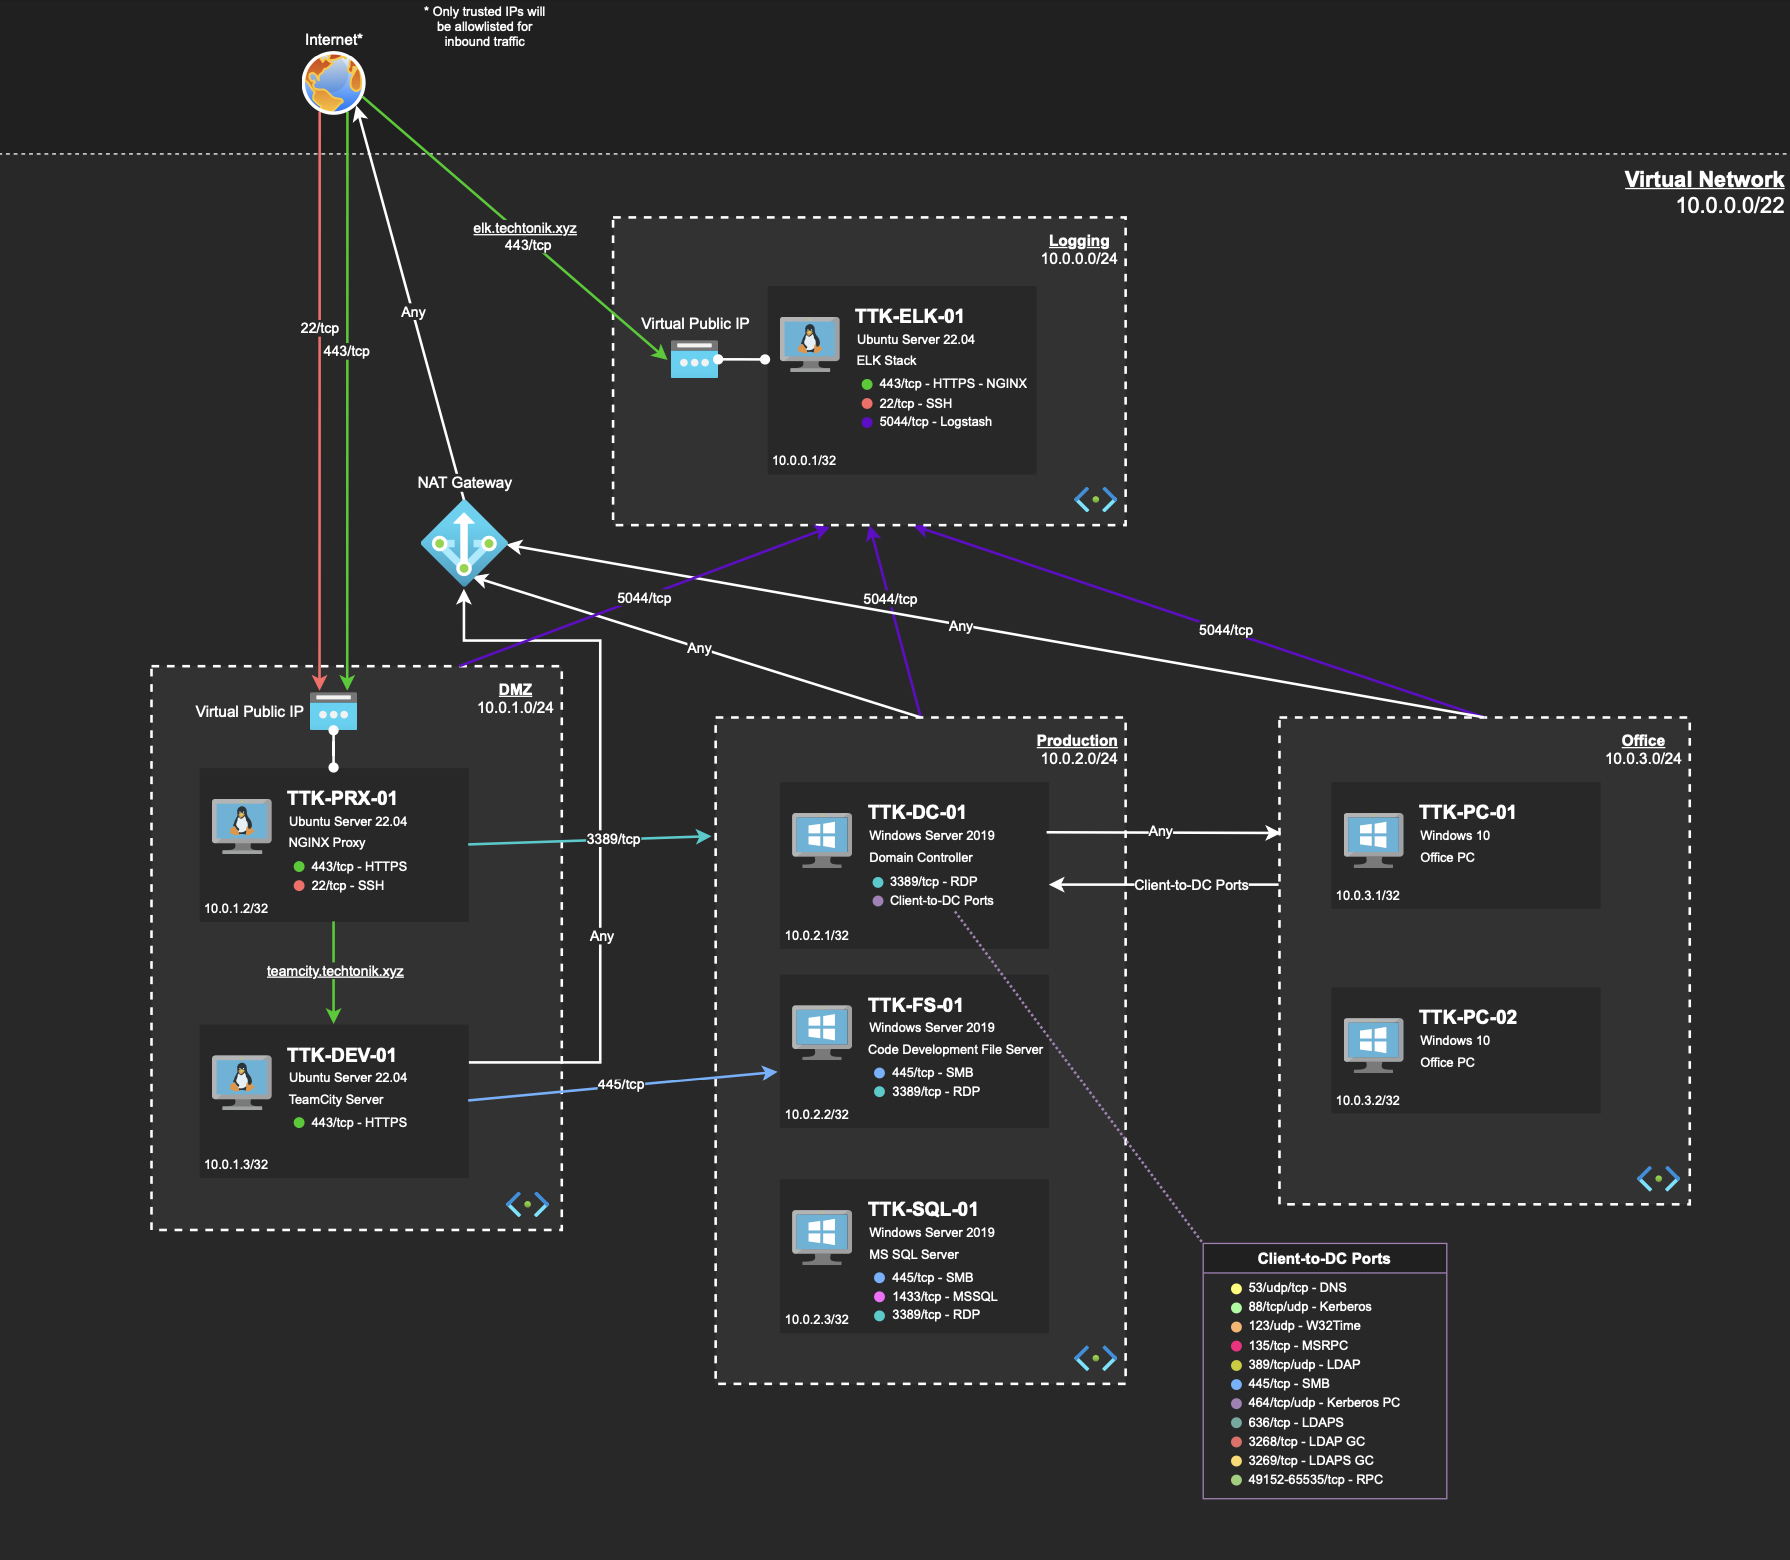 * Only trusted IPs will
be allowlisted for
inbound traffic
Internet*
Virtual Network
10.0.0.0/22
elk.techtonik.xyz
443/tcp
Logging
10.0.0.0/24
Virtual Public IP
TTK-ELK-01
Ubuntu Server 22.04
ELK Stack
443/tcp - HTTPS - NGINX
22/tcp - SSH
5044/tcp - Logstash
10.0.0.1/32
Any
22/tcp
443/tcp
NAT Gateway
5044/tcp
5044/tcp
5044/tcp
Any
Any
DMZ
10.0.1.0/24
Virtual Public IP
TTK-PRX-01
Ubuntu Server 22.04
NGINX Proxy
443/tcp - HTTPS
22/tcp - SSH
10.0.1.2/32
teamcity.techtonik.xyz
TTK-DEV-01
Ubuntu Server 22.04
TeamCity Server
443/tcp - HTTPS
10.0.1.3/32
3389/tcp
Any
445/tcp
Production
10.0.2.0/24
TTK-DC-01
Windows Server 2019
Domain Controller
3389/tcp - RDP
Client-to-DC Ports
10.0.2.1/32
TTK-FS-01
Windows Server 2019
Code Development File Server
445/tcp - SMB
3389/tcp - RDP
10.0.2.2/32
TTK-SQL-01
Windows Server 2019
MS SQL Server
445/tcp - SMB
1433/tcp - MSSQL
3389/tcp - RDP
10.0.2.3/32
Any
Client-to-DC Ports
Office
10.0.3.0/24
TTK-PC-01
Windows 10
Office PC
10.0.3.1/32
TTK-PC-02
Windows 10
Office PC
10.0.3.2/32
Client-to-DC Ports
53/udp/tcp - DNS
88/tcp/udp - Kerberos
123/udp - W32Time
135/tcp - MSRPC
389/tcp/udp - LDAP
445/tcp - SMB
464/tcp/udp - Kerberos PC
636/tcp - LDAPS
3268/tcp - LDAP GC
3269/tcp - LDAPS GC
49152-65535/tcp - RPC